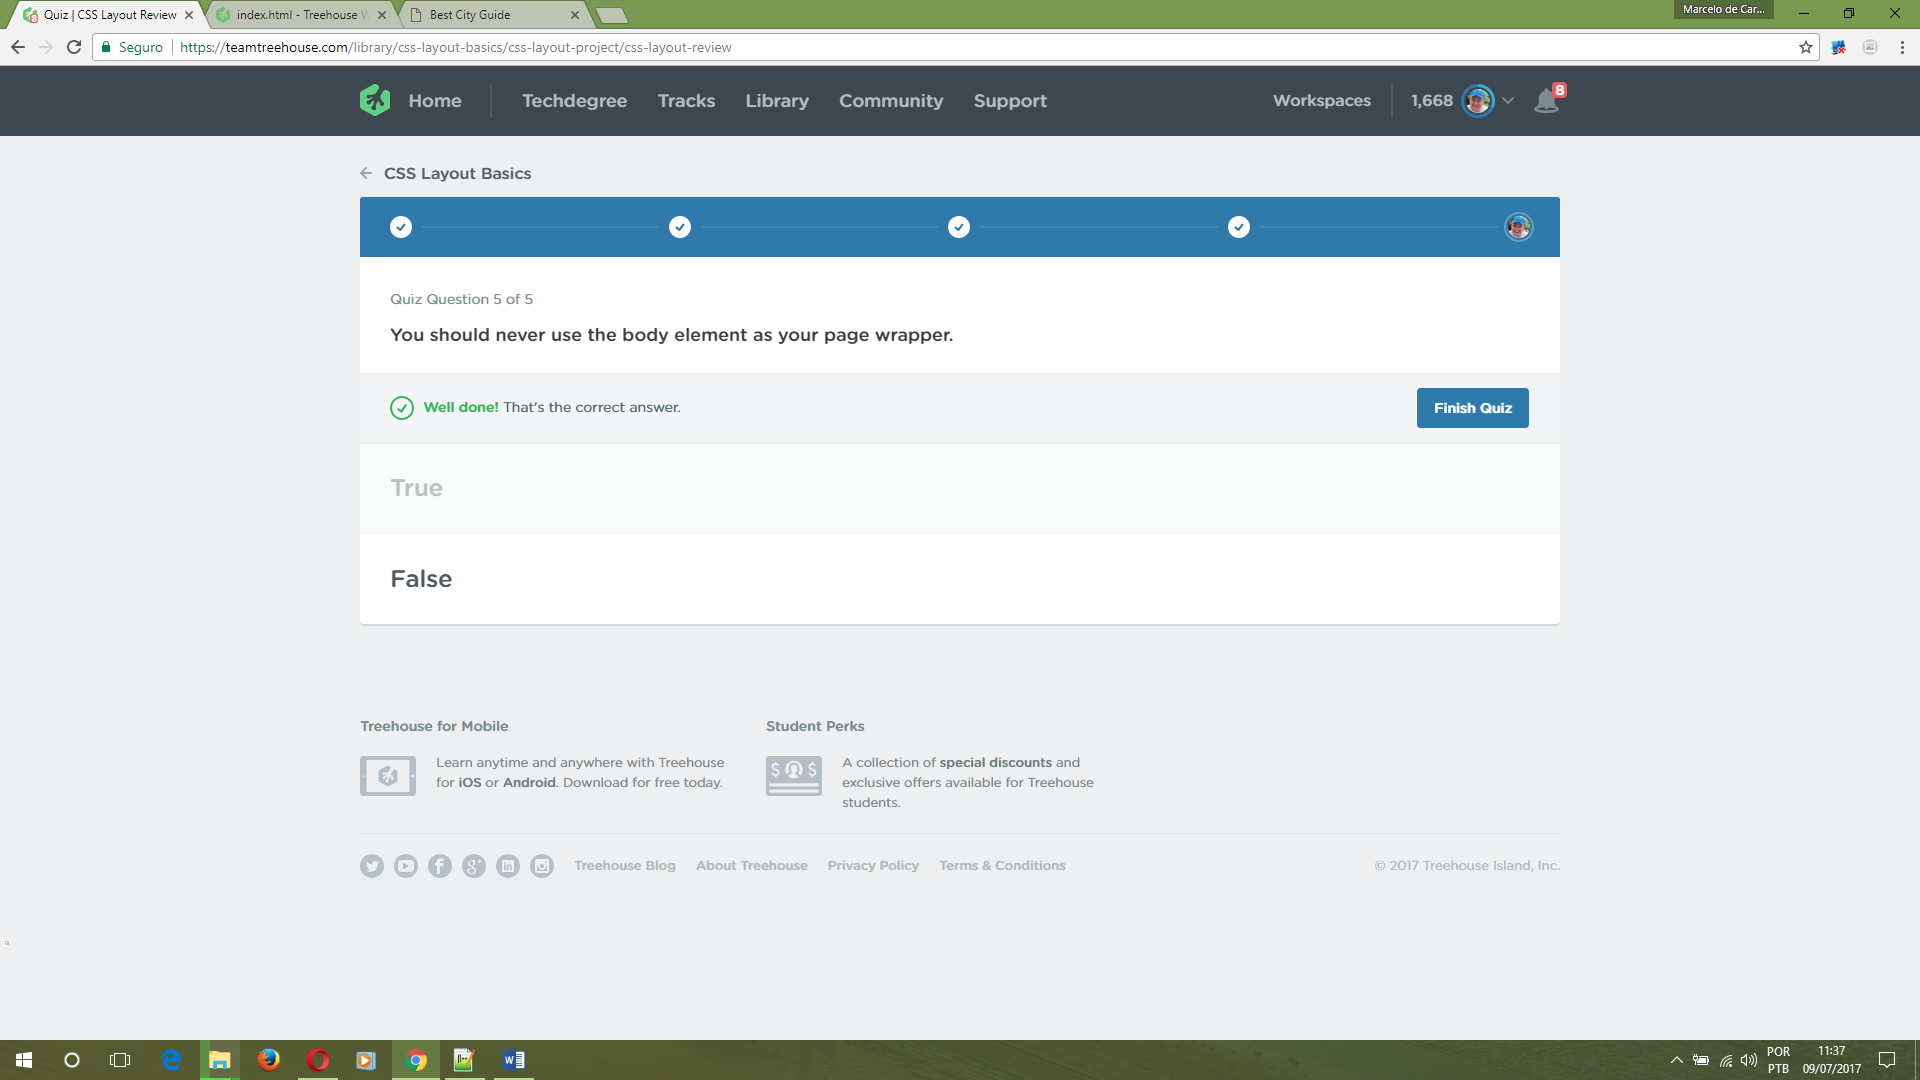 Quiz | CSS Layout Review
index.html - Treehouse W
Best City Guide
Marcelo de Car...
Seguro
https://teamtreehouse.com/library/css-layout-basics/css-layout-project/css-layout-review
Home
Techdegree
Tracks
Library
Community
Support
Workspaces
1,668
8
CSS Layout Basics
Quiz Question 5 of 5
You should never use the body element as your page wrapper.
Well done! That's the correct answer.
Finish Quiz
True
False
Treehouse for Mobile
Learn anytime and anywhere with Treehouse
for iOS or Android. Download for free today.
Student Perks
A collection of special discounts and
exclusive offers available for Treehouse
students.
Treehouse Blog
About Treehouse
Privacy Policy
Terms & Conditions
© 2017 Treehouse Island, Inc.
POR
PTB
11:37
09/07/2017